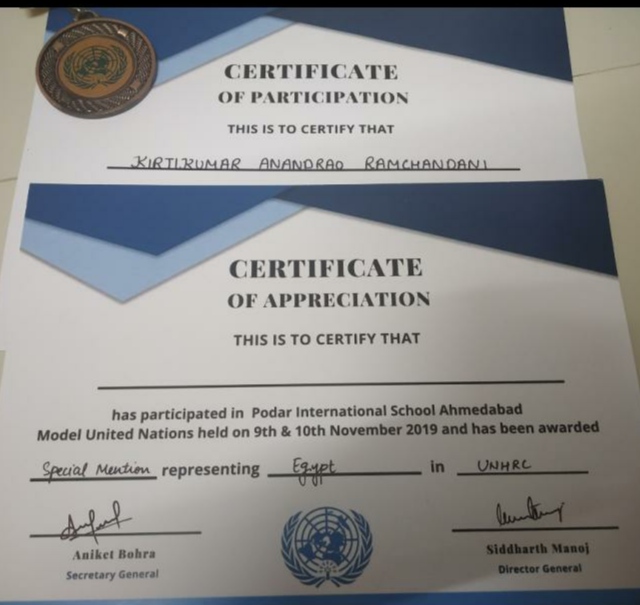 CERTIFICATE
OF PARTICIPATION
THIS IS TO CERTIFY THAT
KIRTIKUMAR ANANDRAO RAMCHANDANI
CERTIFICATE
OF APPRECIATION
THIS IS TO CERTIFY THAT
has participated in Podar International School Ahmedabad
Model United Nations held on 9th & 10th November 2019 and has been awarded
Special Mention representing Egypt in UNHRC
Aniket Bohra
Secretary General
Siddharth Manoj
Director General